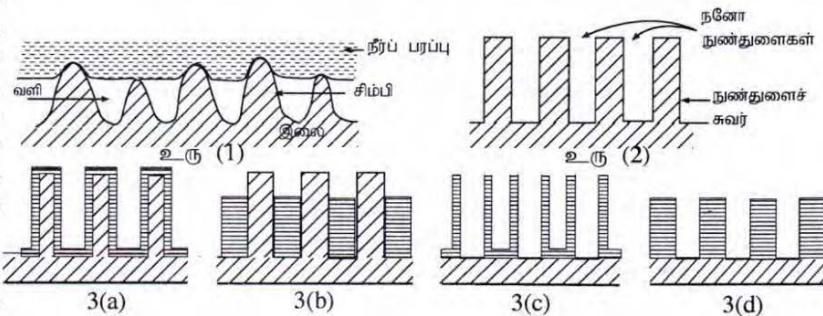 நீர்ப் பரப்பு
வளி
சிம்பி
இலை
உரு (1)
நனோ
நுண்துளைகள்
நுண்துளைச்
சுவர்
உரு (2)
3(a)
3(b)
3(c)
3(d)